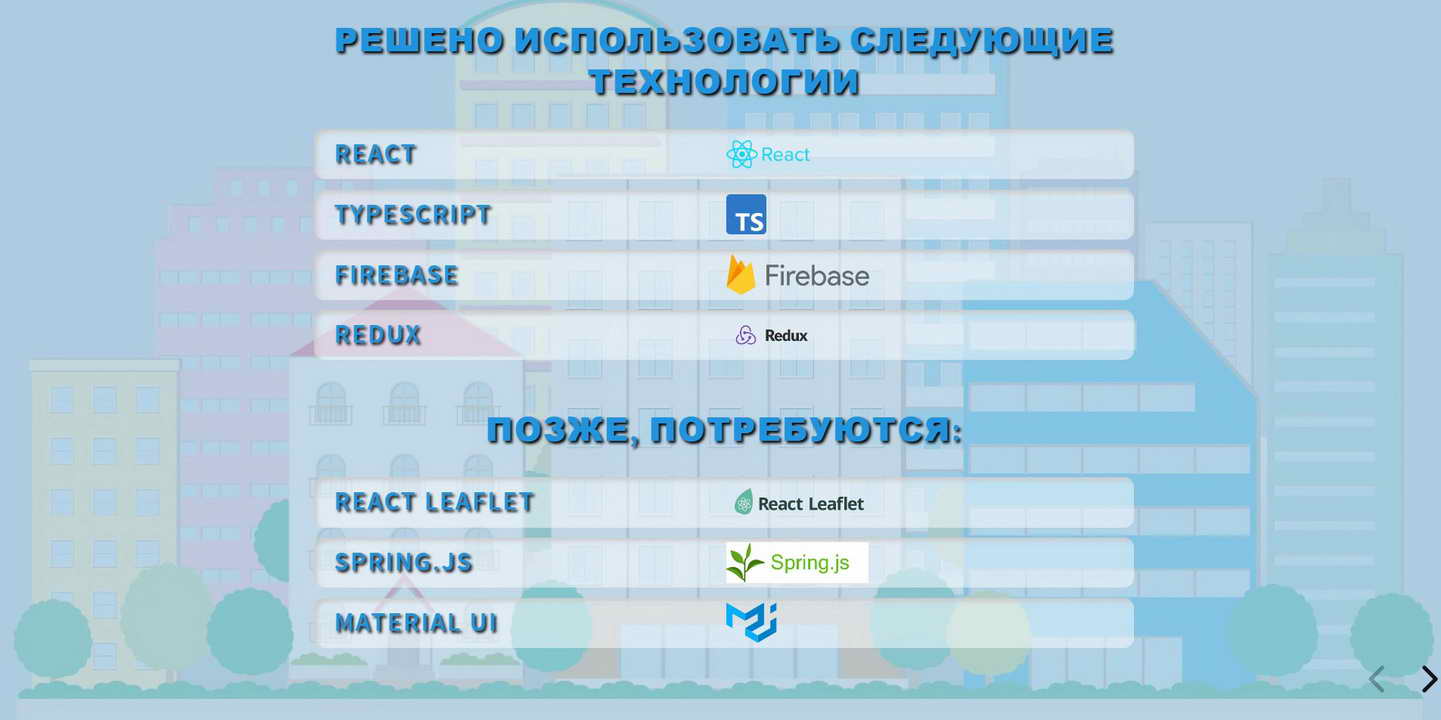 РЕШЕНО ИСПОЛЬЗОВАТЬ СЛЕДУЮЩИЕ
ТЕХНОЛОГИИ
REACT React
TYPESCRIPT TS
FIREBASE Firebase
REDUX Redux
ПОЗЖЕ, ПОТРЕБУЮТСЯ:
REACT LEAFLET React Leaflet
SPRING.JS Spring.js
MATERIAL UI